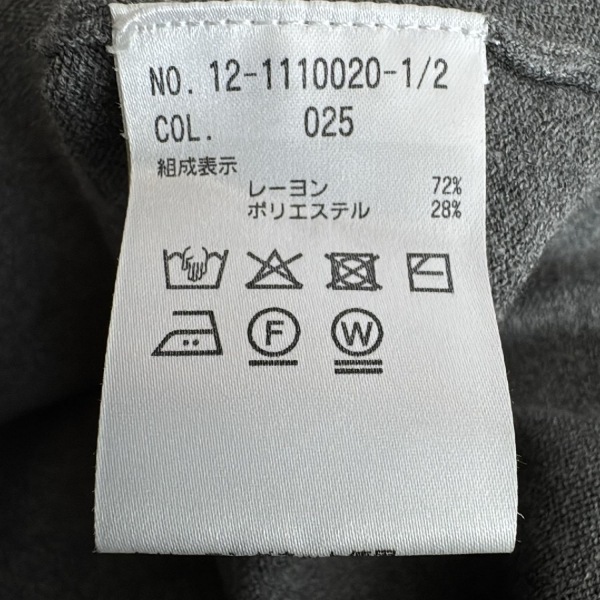 NO. 12-1110020-1/2
COL. 025
組成表示
レーヨン 72%
ポリエステル 28%
F
W